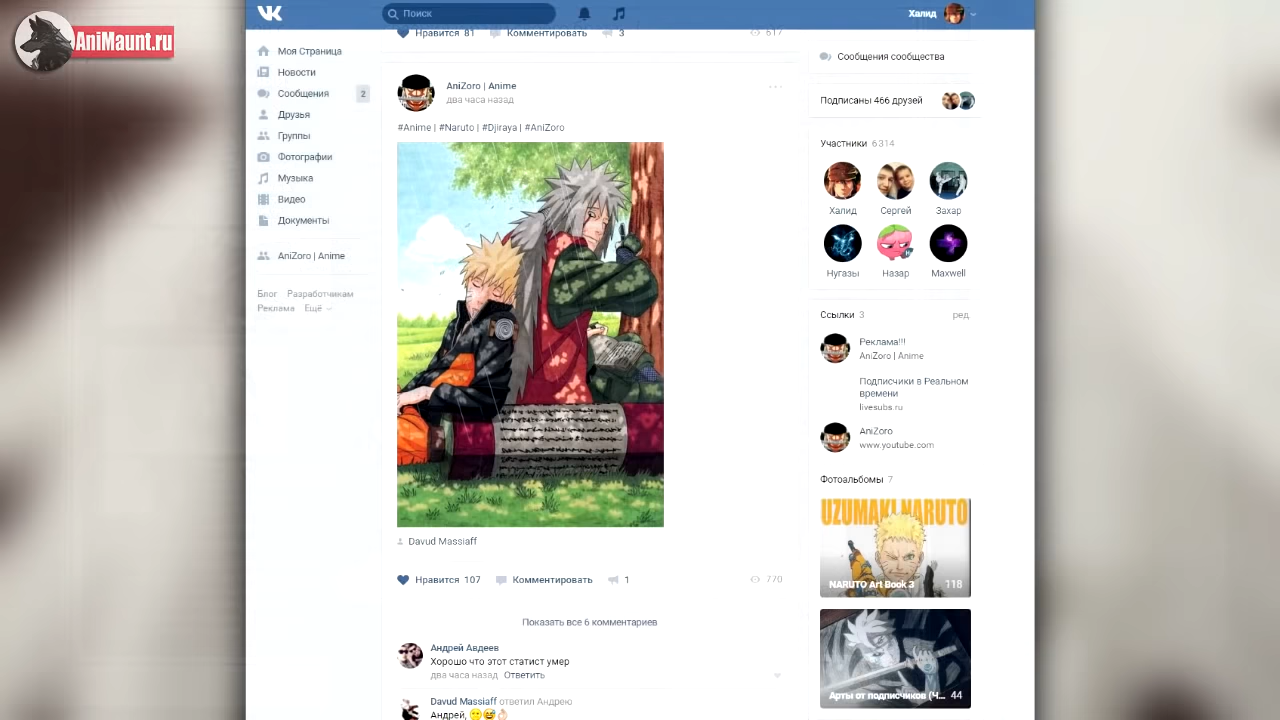 AniMaunt.ru
Поиск
Халид
Нравится 81 Комментировать 3 617
Моя Страница
Новости
Сообщения 2
Друзья
Группы
Фотографии
Музыка
Видео
Документы
AniZoro | Anime
Блог Разработчикам
Реклама Ещё
AniZoro | Anime
два часа назад
#Anime | #Naruto | #Djiraya | #AniZoro
Davud Massiaff
Нравится 107 Комментировать 1 770
Показать все 6 комментариев
Андрей Авдеев
Хорошо что этот статист умер
два часа назад Ответить
Davud Massiaff ответил Андрею
Андрей, 😶😅👌🏻
Сообщения сообщества
Подписаны 466 друзей
Участники 6 314
Халид Сергей Захар
Нугазы Назар Maxwell
Ссылки 3 ред.
Реклама!!!
AniZoro | Anime
Подписчики в Реальном
времени
livesubs.ru
AniZoro
www.youtube.com
Фотоальбомы 7
UZUMAKI NARUTO
NARUTO Art Book 3 118
Арты от подписчиков (Ч... 44